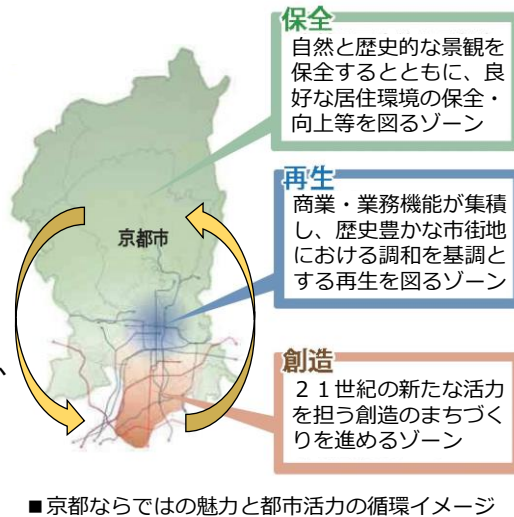 保全
自然と歴史的な景観を
保全するとともに、良
好な居住環境の保全・
向上等を図るゾーン
再生
商業・業務機能が集積
し、歴史豊かな市街地
における調和を基調と
する再生を図るゾーン
京都市
創造
２１世紀の新たな活力
を担う創造のまちづく
りを進めるゾーン
、
■京都ならではの魅力と都市活力の循環イメージ